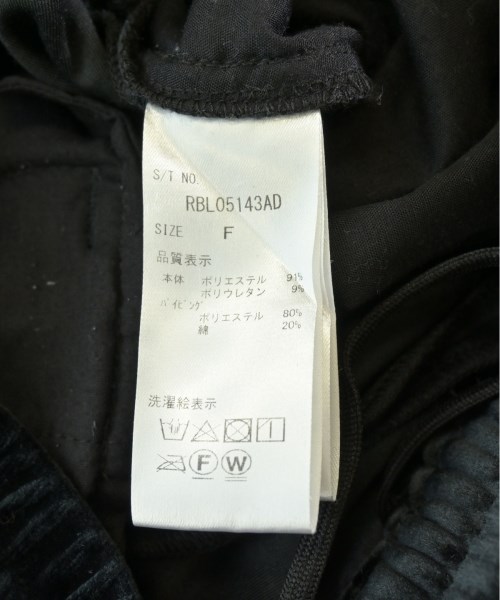 S/T NO.
RBL05143AD
SIZE F
品質表示
本体 ポリエステル 91%
ポリウレタン 9%
パイピング
ポリエステル 80%
綿 20%
洗濯絵表示
F W